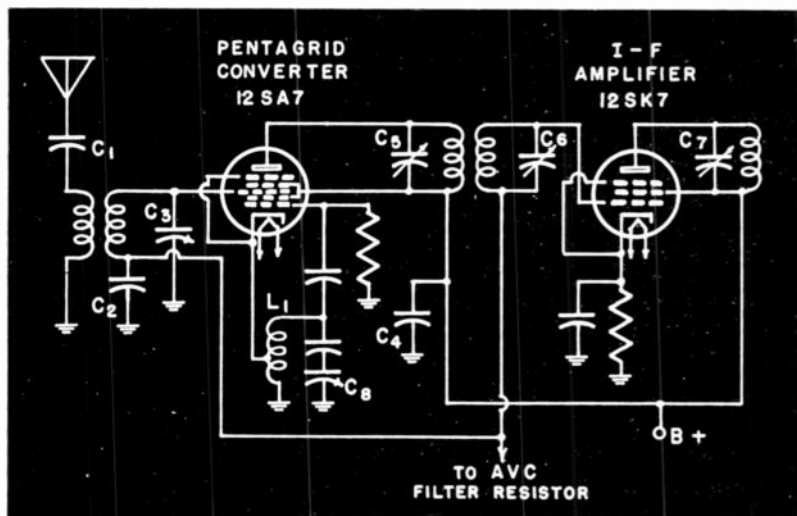 PENTAGRID
CONVERTER
12SA7
I-F
AMPLIFIER
12SK7
C1
C2
C3
C4
C5
C6
C7
L1
C8
B+
TO AVC
FILTER RESISTOR